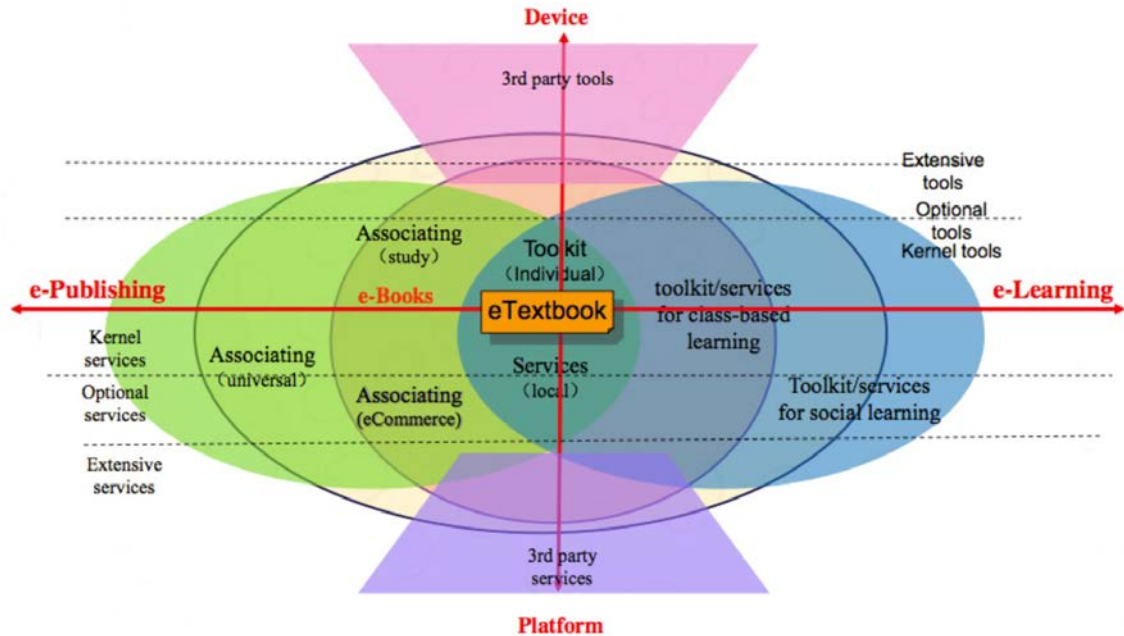 Device
3rd party tools
Extensive
tools
Optional
tools
Kernel tools
Associating
（study）
Toolkit
（Individual）
e-Publishing
e-Books
eTextbook
toolkit/services
for class-based
learning
e-Learning
Kernel
services
Associating
（universal）
Services
（local）
Optional
services
Associating
(eCommerce)
Toolkit/services
for social learning
Extensive
services
3rd party
services
Platform